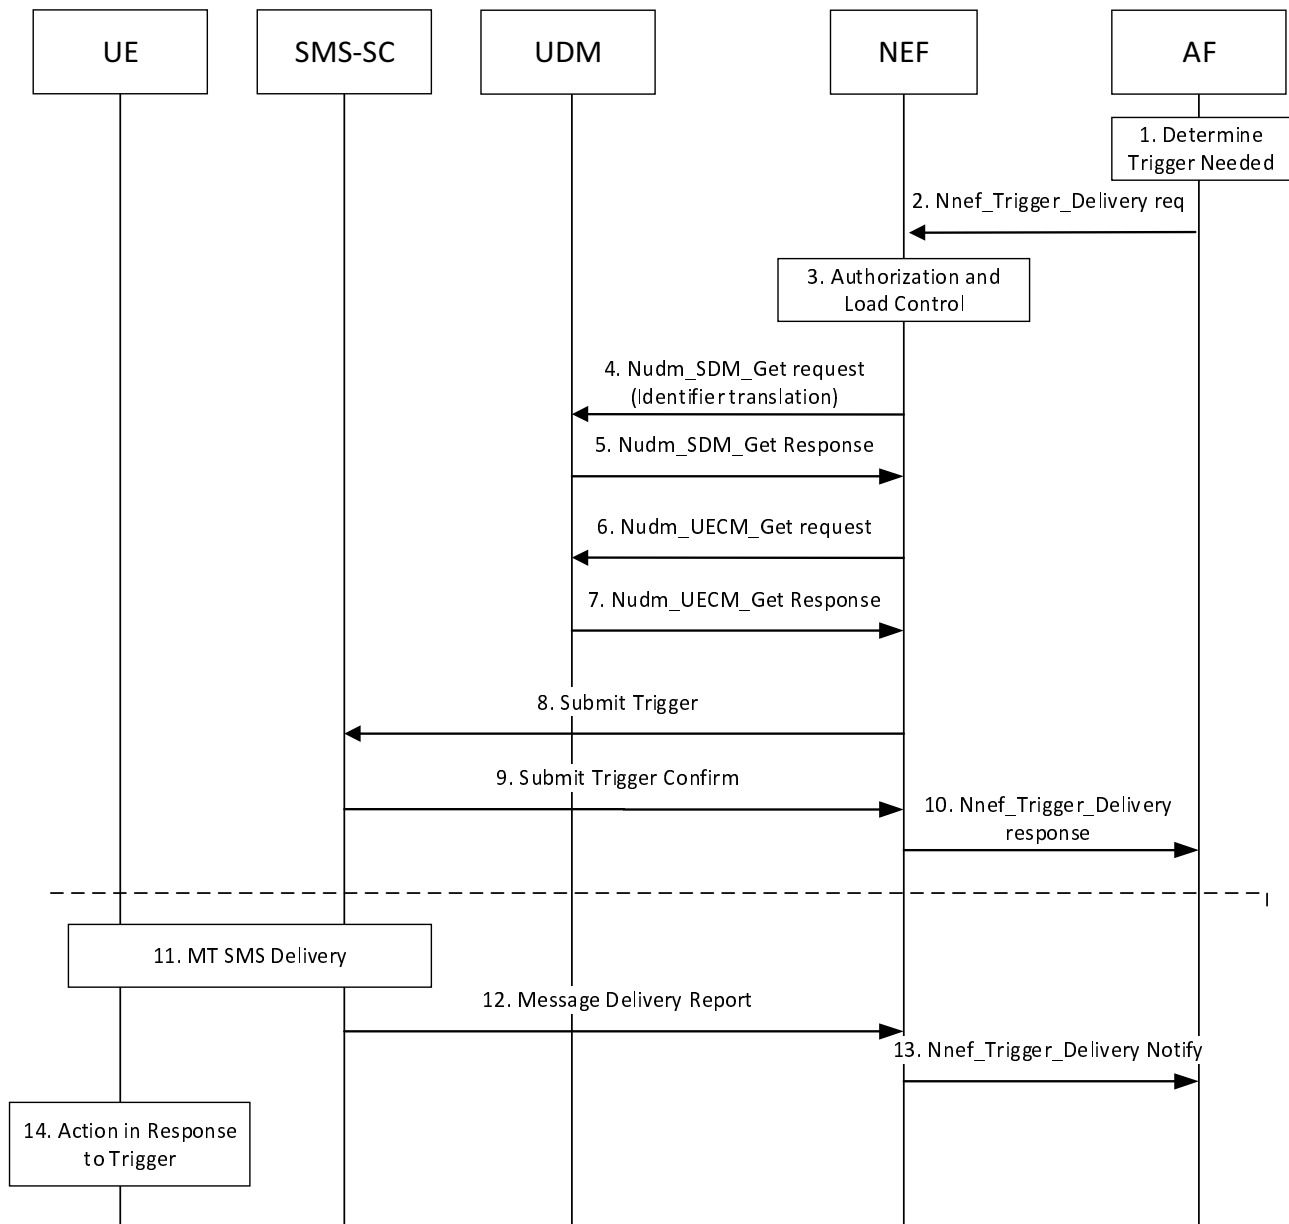 UE
SMS-SC
UDM
NEF
AF
1. Determine
Trigger Needed
2. Nnef_Trigger_Delivery req
3. Authorization and
Load Control
4. Nudm_SDM_Get request
(Identifier translation)
5. Nudm_SDM_Get Response
6. Nudm_UECM_Get request
7. Nudm_UECM_Get Response
8. Submit Trigger
9. Submit Trigger Confirm
10. Nnef_Trigger_Delivery
response
11. MT SMS Delivery
12. Message Delivery Report
13. Nnef_Trigger_Delivery Notify
14. Action in Response
to Trigger